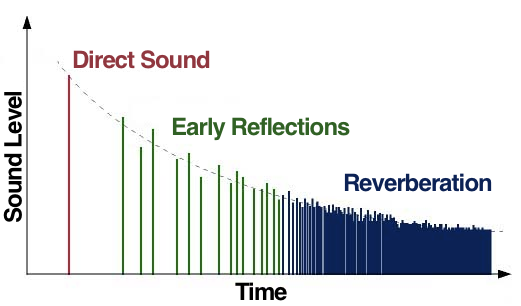 Direct Sound
Early Reflections
Reverberation
Sound Level
Time